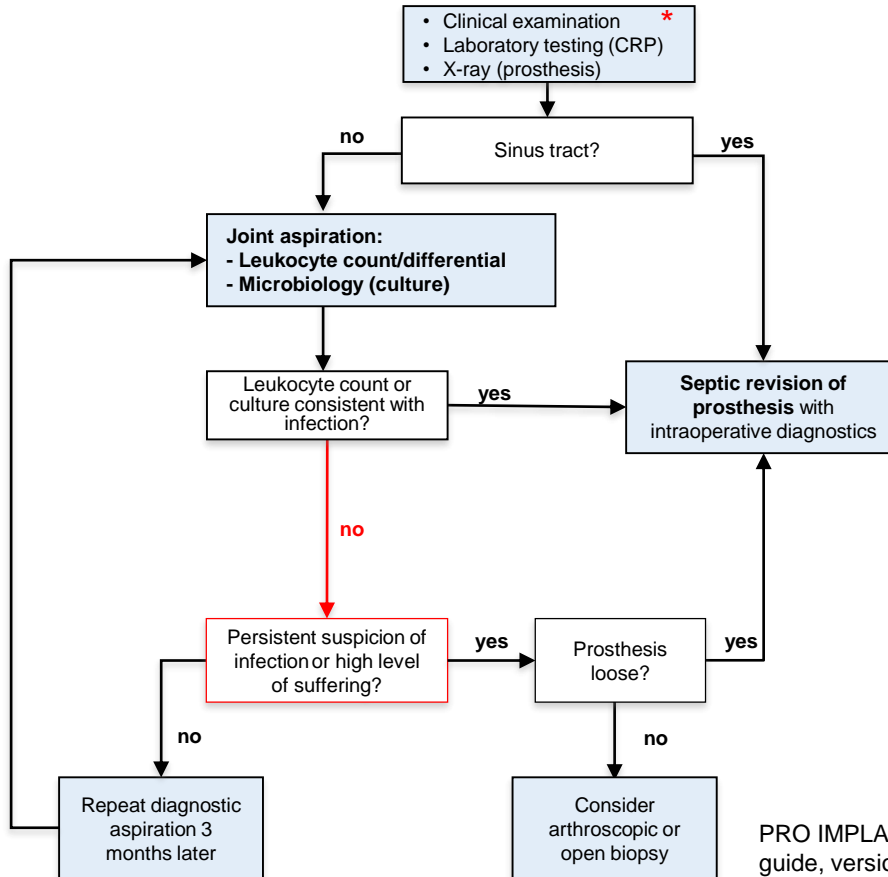 • Clinical examination *
• Laboratory testing (CRP)
• X-ray (prosthesis)
no
Sinus tract?
yes
Joint aspiration:
- Leukocyte count/differential
- Microbiology (culture)
Leukocyte count or
culture consistent with
infection?
yes
Septic revision of
prosthesis with
intraoperative diagnostics
no
Persistent suspicion of
infection or high level
of suffering?
yes
Prosthesis
loose?
yes
no
no
Repeat diagnostic
aspiration 3
months later
Consider
arthroscopic or
open biopsy
PRO
guide,